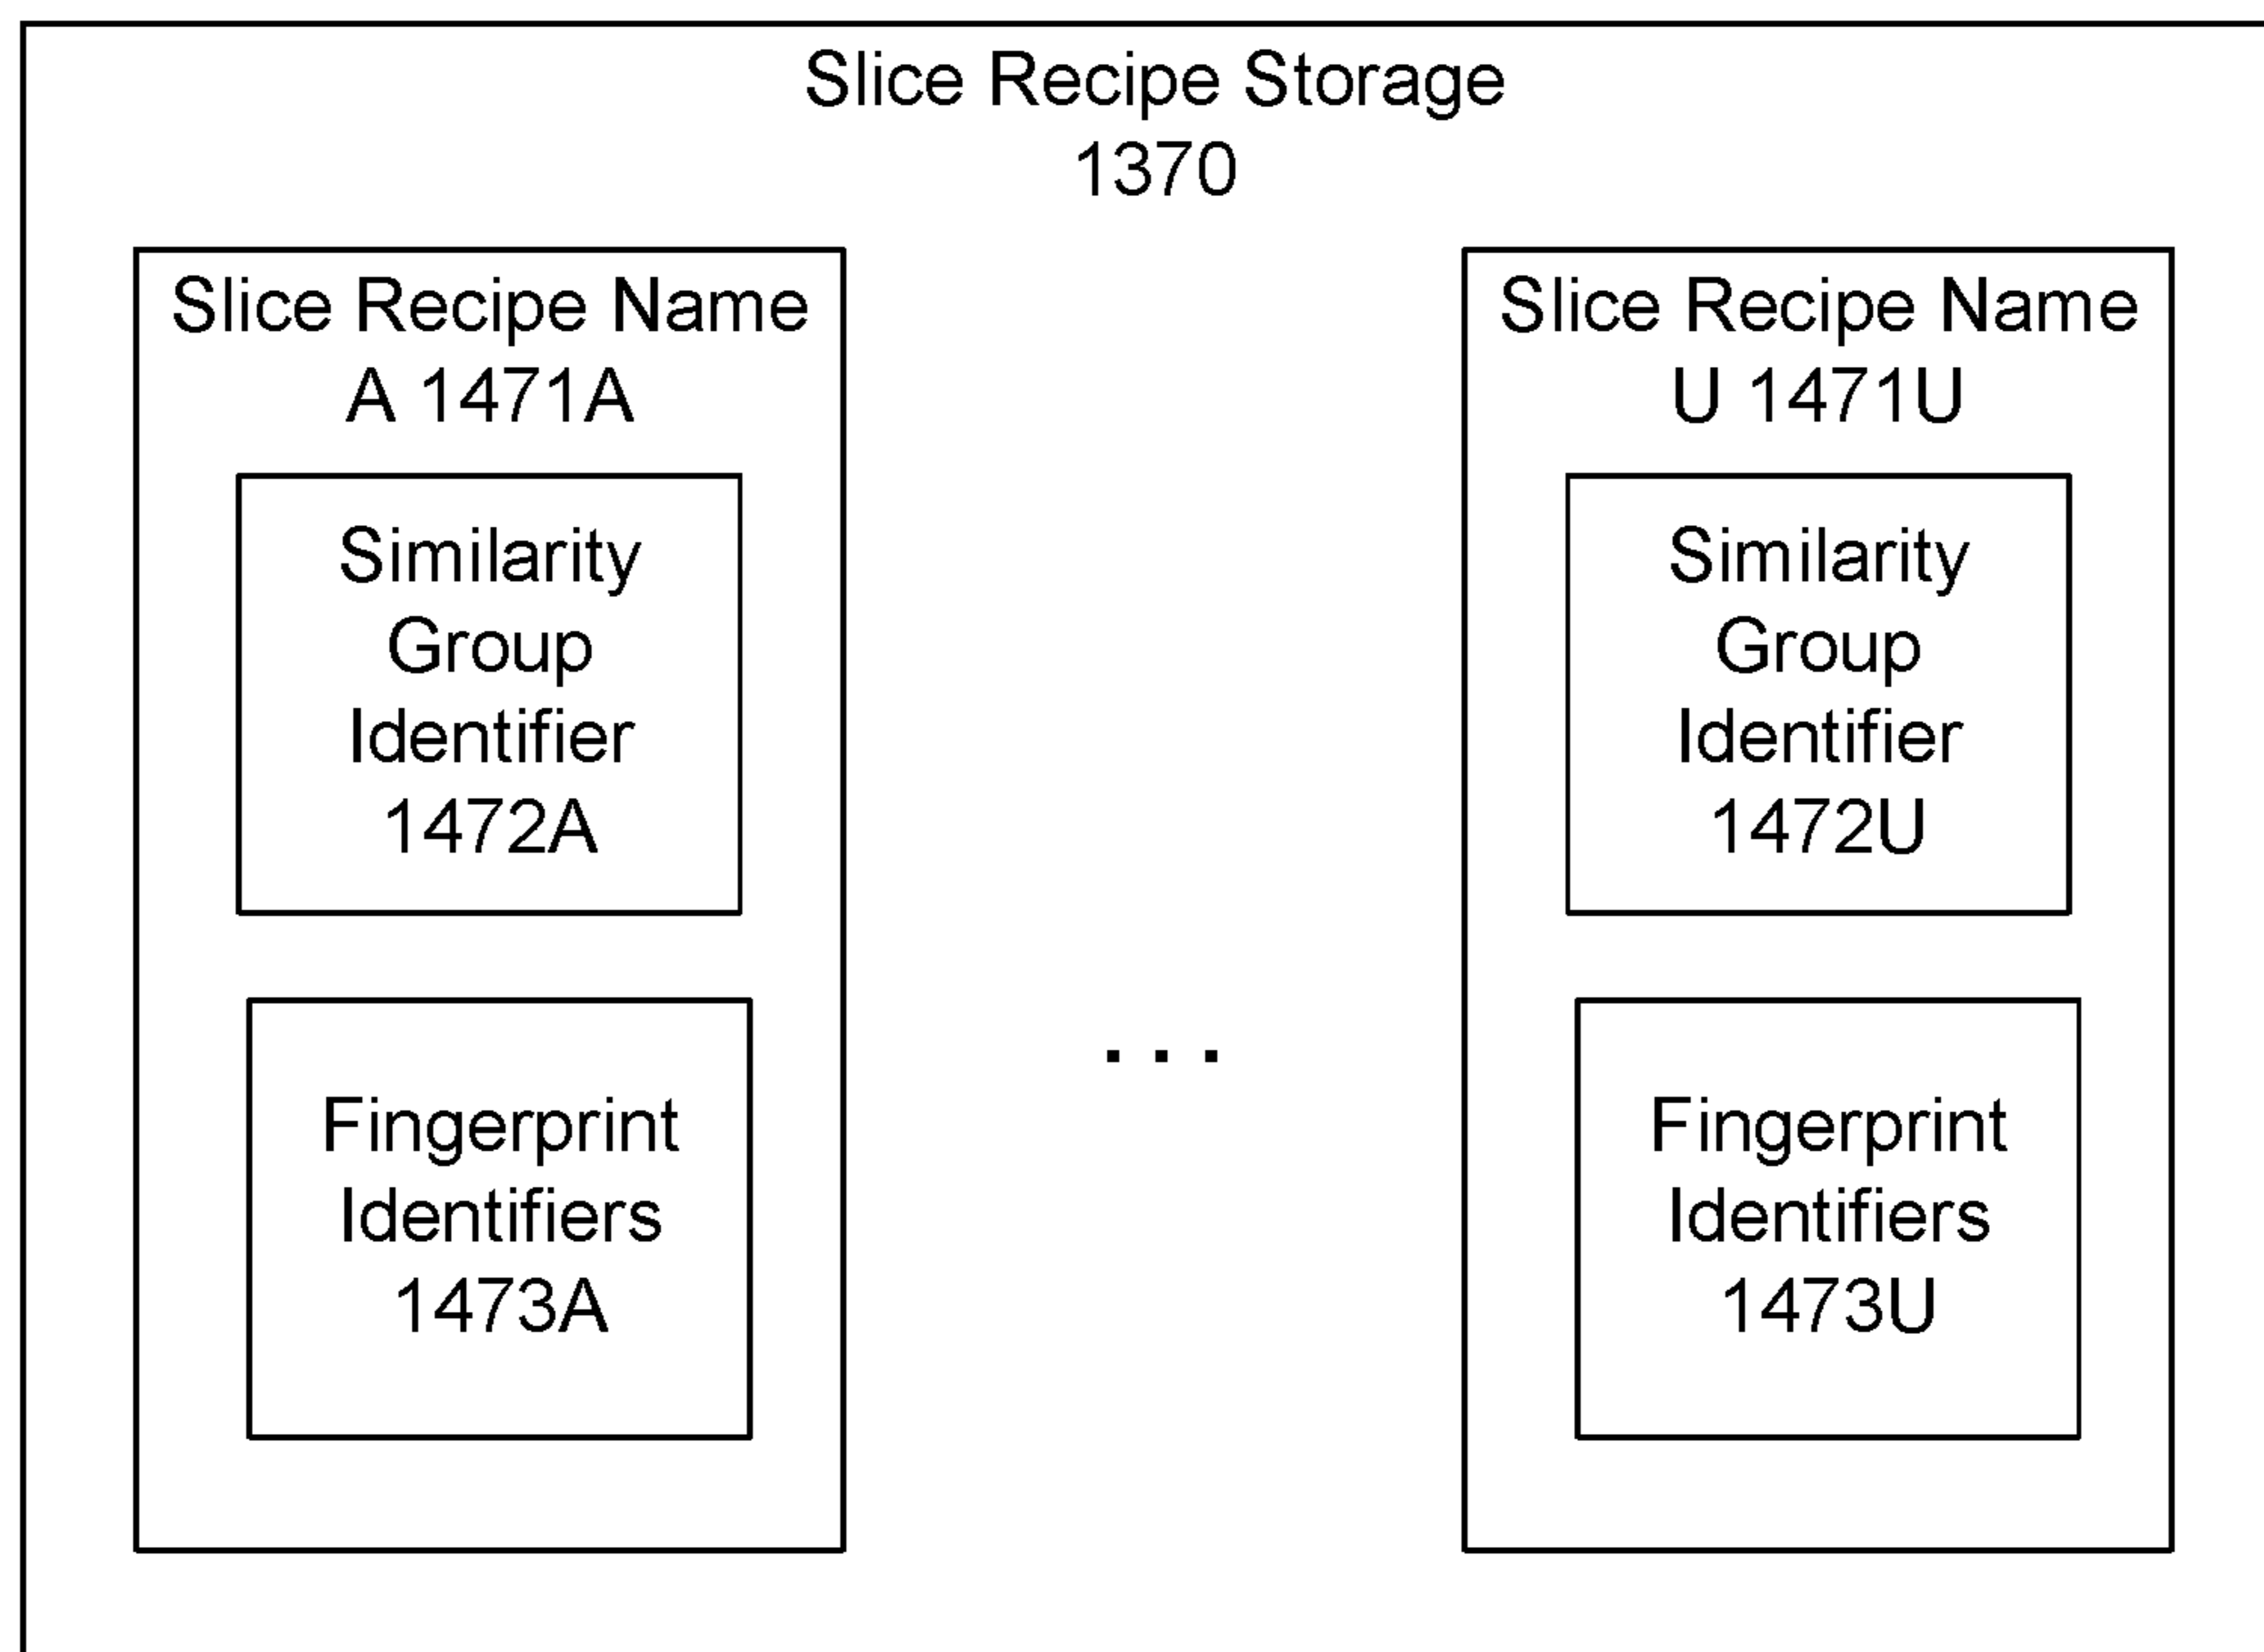 Slice Recipe Storage
1370
Slice Recipe Name
A 1471A
Similarity
Group
Identifier
1472A
Fingerprint
Identifiers
1473A
. . .
Slice Recipe Name
U 1471U
Similarity
Group
Identifier
1472U
Fingerprint
Identifiers
1473U